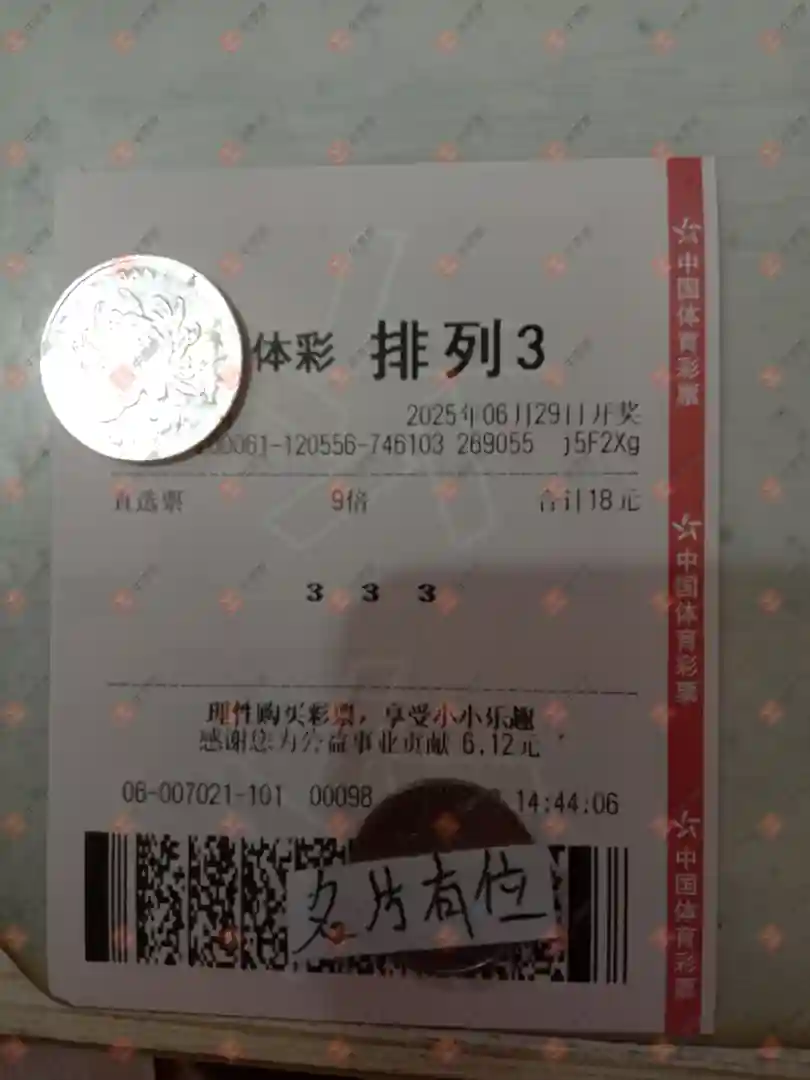 体彩 排列3
2025年06月29日开奖
0061-120556-746103 269055 j5F2Xg
直选票 9倍 合计18元
3 3 3
理性购买彩票，享受小小乐趣
感谢您为公益事业贡献 6.12元
06-007021-101 00098 14:44:06
名片有位
中国体育彩票
中国体育彩票
中国体育彩票